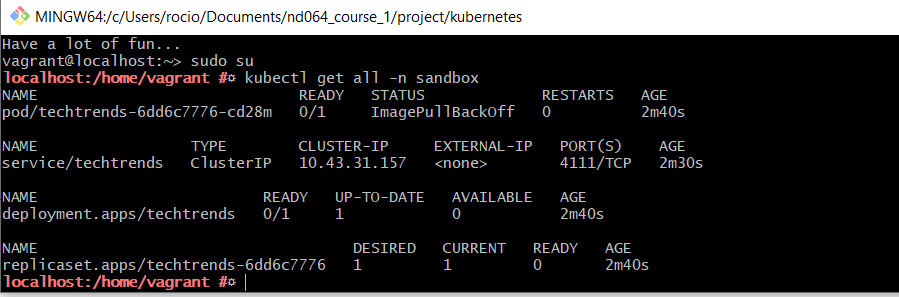 MINGW64:/c/Users/rocio/Documents/nd064_course_1/project/kubernetes
Have a lot of fun...
vagrant@localhost:~> sudo su
localhost:/home/vagrant #✿ kubectl get all -n sandbox
NAME READY STATUS RESTARTS AGE
pod/techtrends-6dd6c7776-cd28m 0/1 ImagePullBackOff 0 2m40s
NAME TYPE CLUSTER-IP EXTERNAL-IP PORT(S) AGE
service/techtrends ClusterIP 10.43.31.157 <none> 4111/TCP 2m30s
NAME READY UP-TO-DATE AVAILABLE AGE
deployment.apps/techtrends 0/1 1 0 2m40s
NAME DESIRED CURRENT READY AGE
replicaset.apps/techtrends-6dd6c7776 1 1 0 2m40s
localhost:/home/vagrant #✿